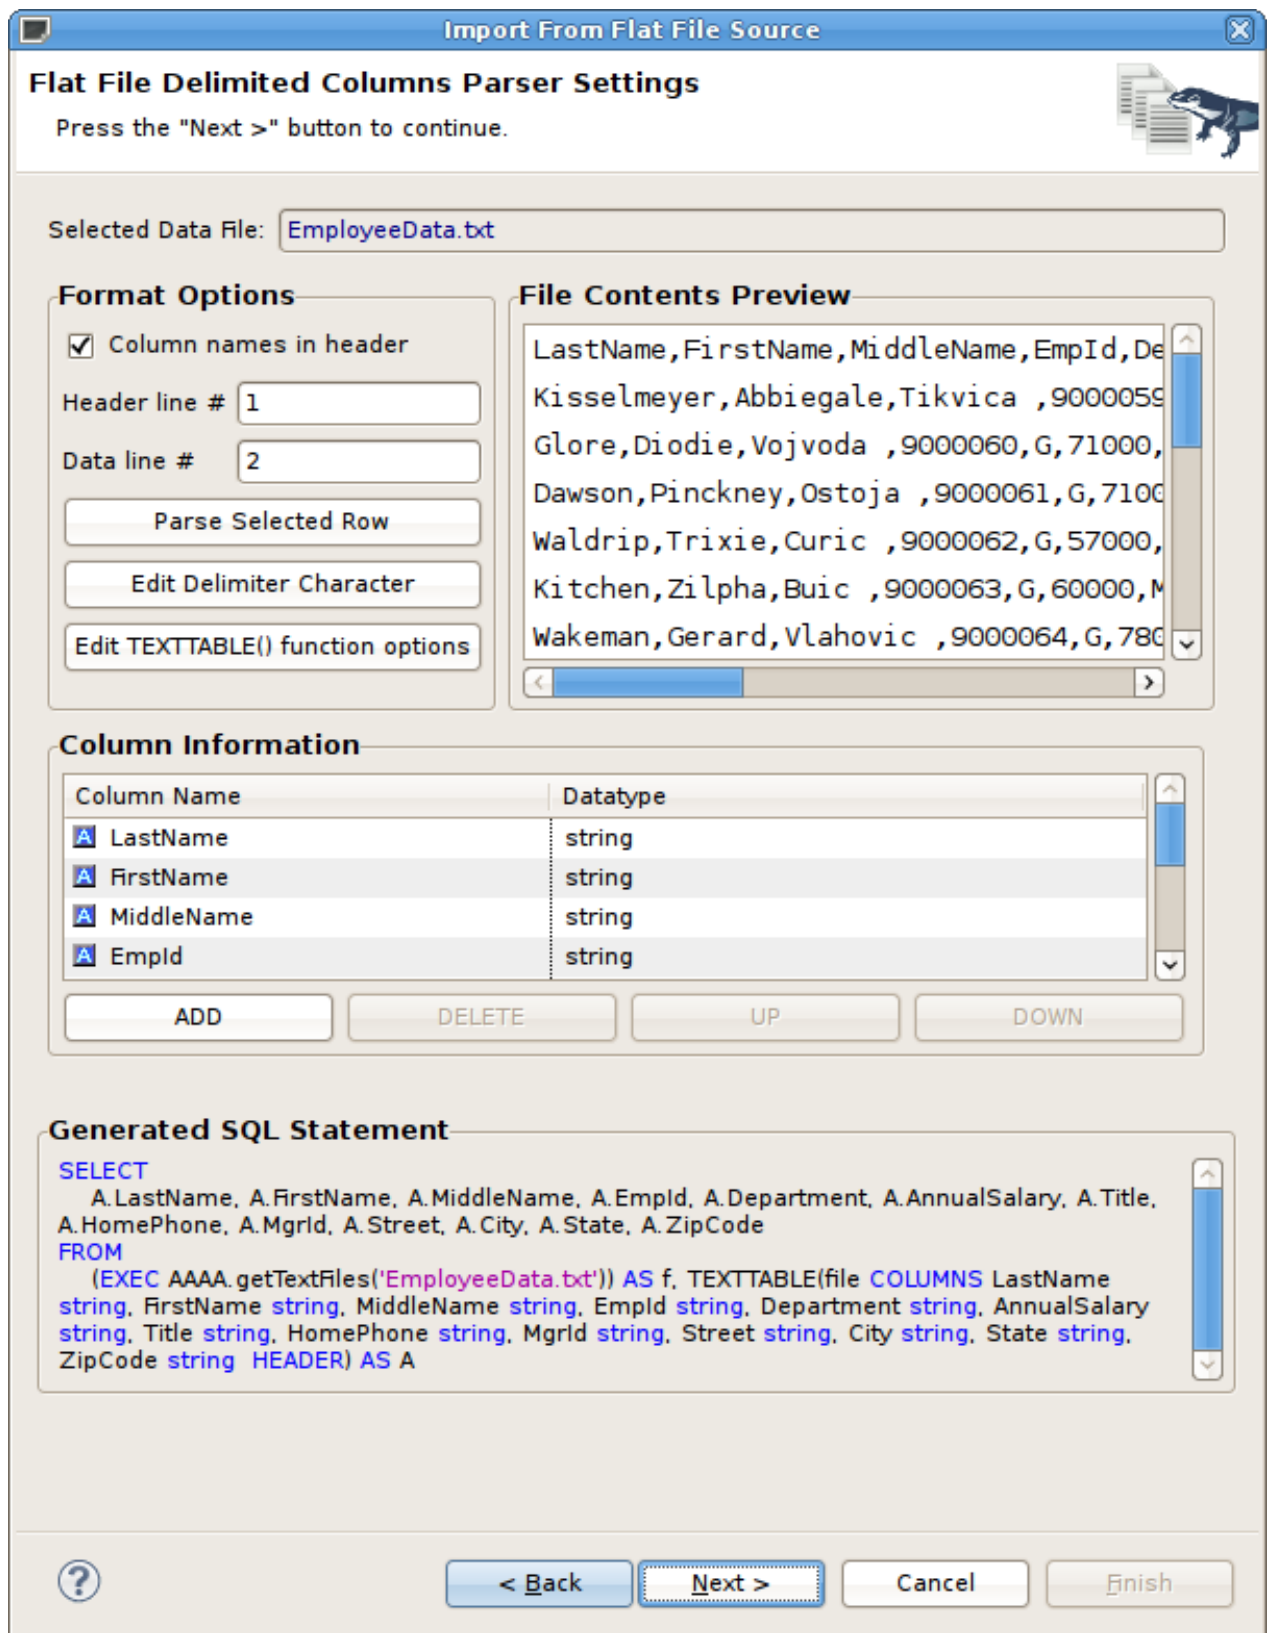 Import From Flat File Source
Flat File Delimited Columns Parser Settings
Press the "Next >" button to continue.
Selected Data File: EmployeeData.txt
Format Options
Column names in header
Header line # 1
Data line # 2
Parse Selected Row
Edit Delimiter Character
Edit TEXTTABLE() function options
File Contents Preview
LastName,FirstName,MiddleName,EmpId,De
Kisselmeyer,Abbiegale,Tikvica ,9000059
Glore,Diodie,Vojvoda ,9000060,G,71000,
Dawson,Pinckney,Ostoja ,9000061,G,7100
Waldrip,Trixie,Curic ,9000062,G,57000,
Kitchen,Zilpha,Buic ,9000063,G,60000,M
Wakeman,Gerard,Vlahovic ,9000064,G,780
Column Information
Column Name Datatype
LastName string
FirstName string
MiddleName string
EmpId string
ADD DELETE UP DOWN
Generated SQL Statement
SELECT
A.LastName, A.FirstName, A.MiddleName, A.EmpId, A.Department, A.AnnualSalary, A.Title,
A.HomePhone, A.MgrId, A.Street, A.City, A.State, A.ZipCode
FROM
(EXEC AAAA.getTextFiles('EmployeeData.txt')) AS f, TEXTTABLE(file COLUMNS LastName
string, FirstName string, MiddleName string, EmpId string, Department string, AnnualSalary
string, Title string, HomePhone string, MgrId string, Street string, City string, State string,
ZipCode string  HEADER) AS A
? < Back Next > Cancel Finish